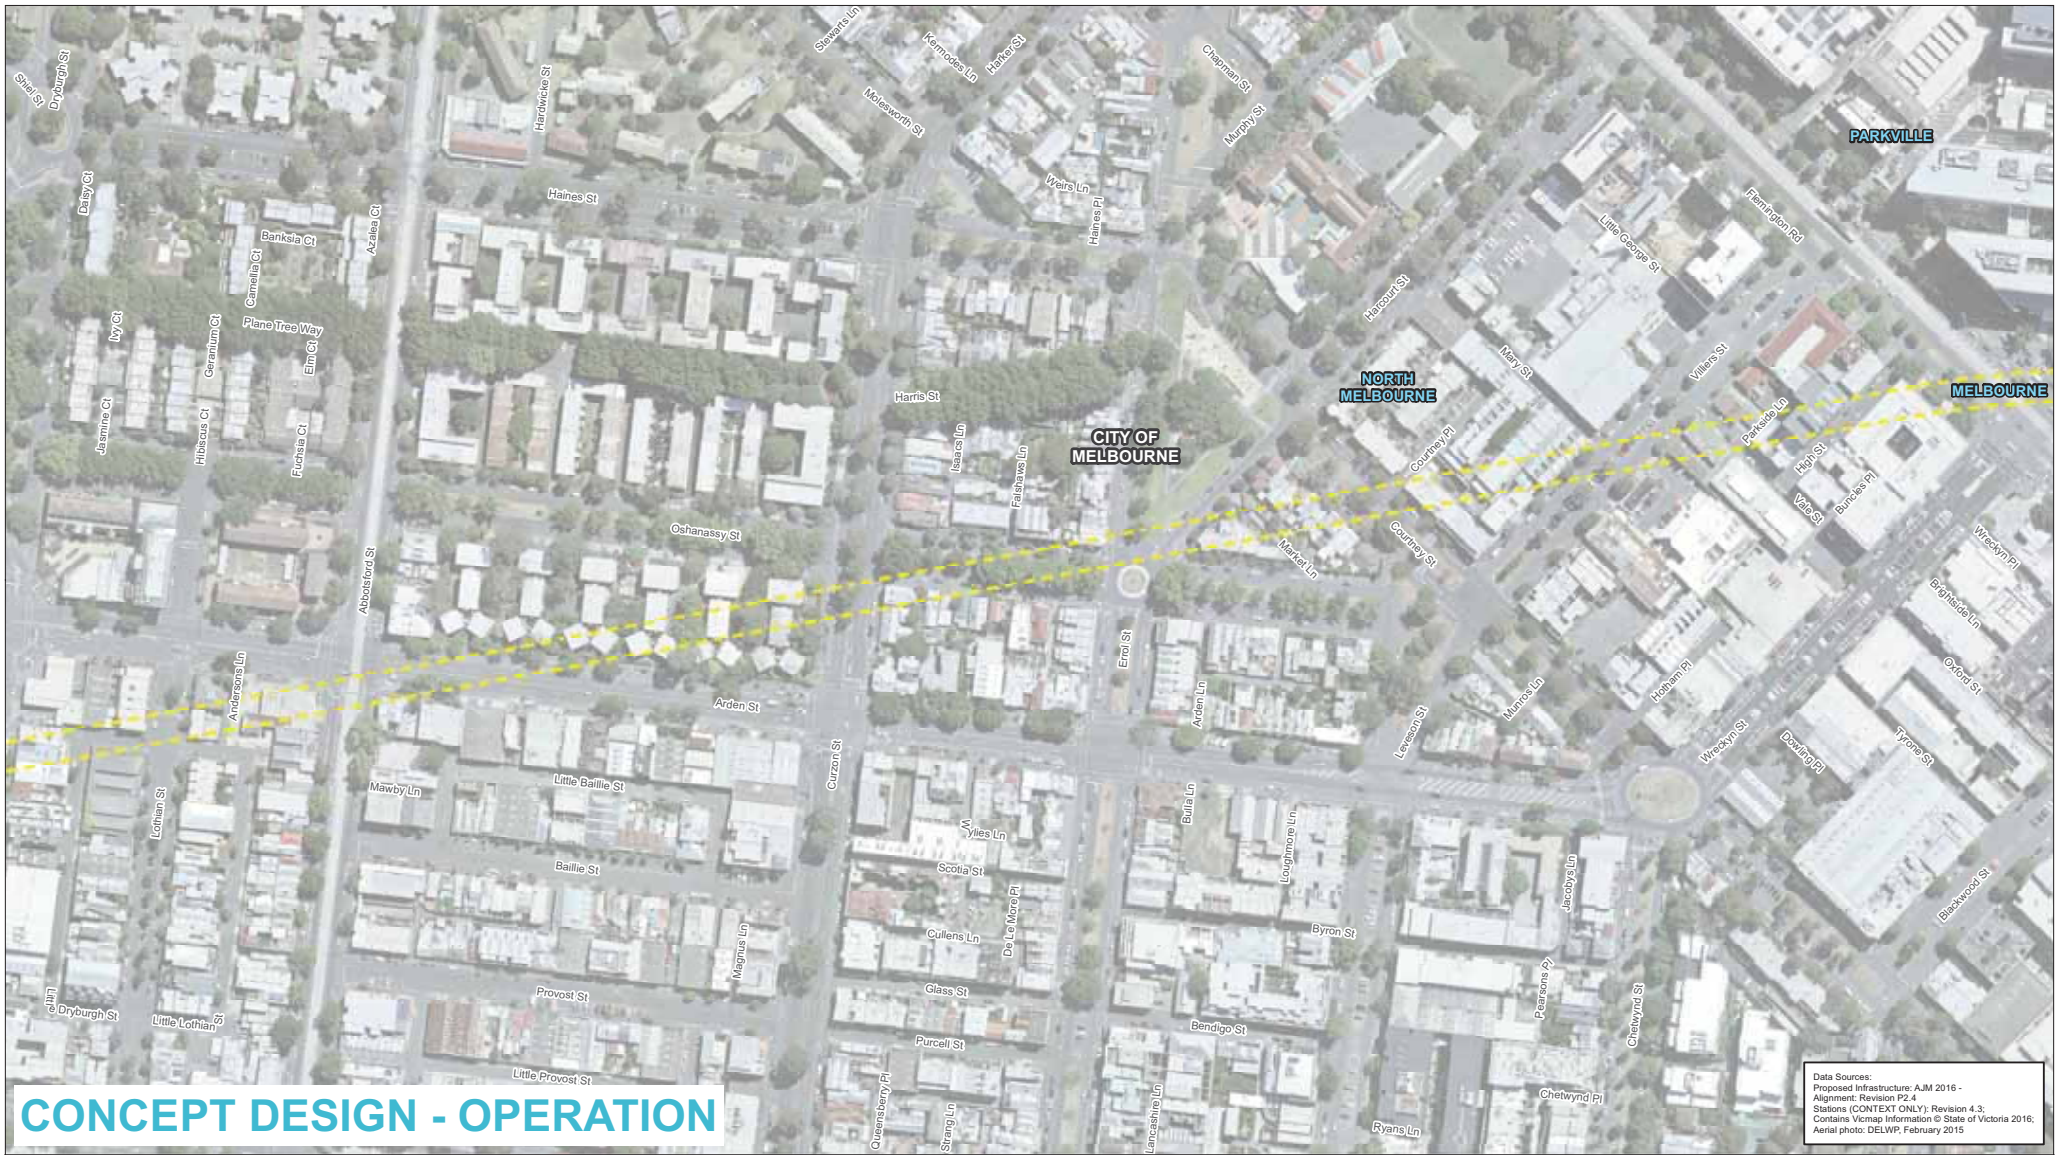 Stewarts Ln
Kermodes Ln
Harker St
Chapman St
Dryburgh St
Shiel St
Hardwicke St
Molesworth St
Murphy St
PARKVILLE
Daisy Ct
Haines St
Weirs Ln
Haines Pl
Flemington Rd
Banksia Ct
Azalea Ct
Little George St
Camellia Ct
Harcourt St
Plane Tree Way
Ivy Ct
Geranium Ct
Elm Ct
Mary St
Villiers St
NORTH
MELBOURNE
MELBOURNE
Harris St
Jasmine Ct
Hibiscus Ct
Fuchsia Ct
CITY OF
MELBOURNE
Isaacs Ln
Falshaws Ln
Courtney Pl
Parkside Ln
High St
Buncles Pl
Vale St
Oshanassy St
Courtney St
Market Ln
Wreckyn Pl
Abbotsford St
Brightside Ln
Errol St
Andersons Ln
Arden St
Arden Ln
Munros Ln
Hotham Pl
Oxford St
Leveson St
Wreckyn St
Dowling Pl
Tyrone St
Curzon St
Mawby Ln
Little Baillie St
Lothian St
Bulla Ln
Wylies Ln
Loughmore Ln
Baillie St
Scotia St
Jacobys Ln
Blackwood St
De Le More Pl
Cullens Ln
Byron St
Magnus Ln
Provost St
Glass St
Pearsons Pl
Chetwynd St
Little Dryburgh St
Little Lothian St
Bendigo St
Purcell St
Little Provost St
Queensberry Pl
Strang Ln
Lancashire Ln
Chetwynd Pl
Ryans Ln
CONCEPT DESIGN - OPERATION
Data Sources:
Proposed Infrastructure: AJM 2016 -
Alignment: Revision P2.4
Stations (CONTEXT ONLY): Revision 4.3;
Contains Vicmap Information © State of Victoria 2016;
Aerial photo: DELWP, February 2015